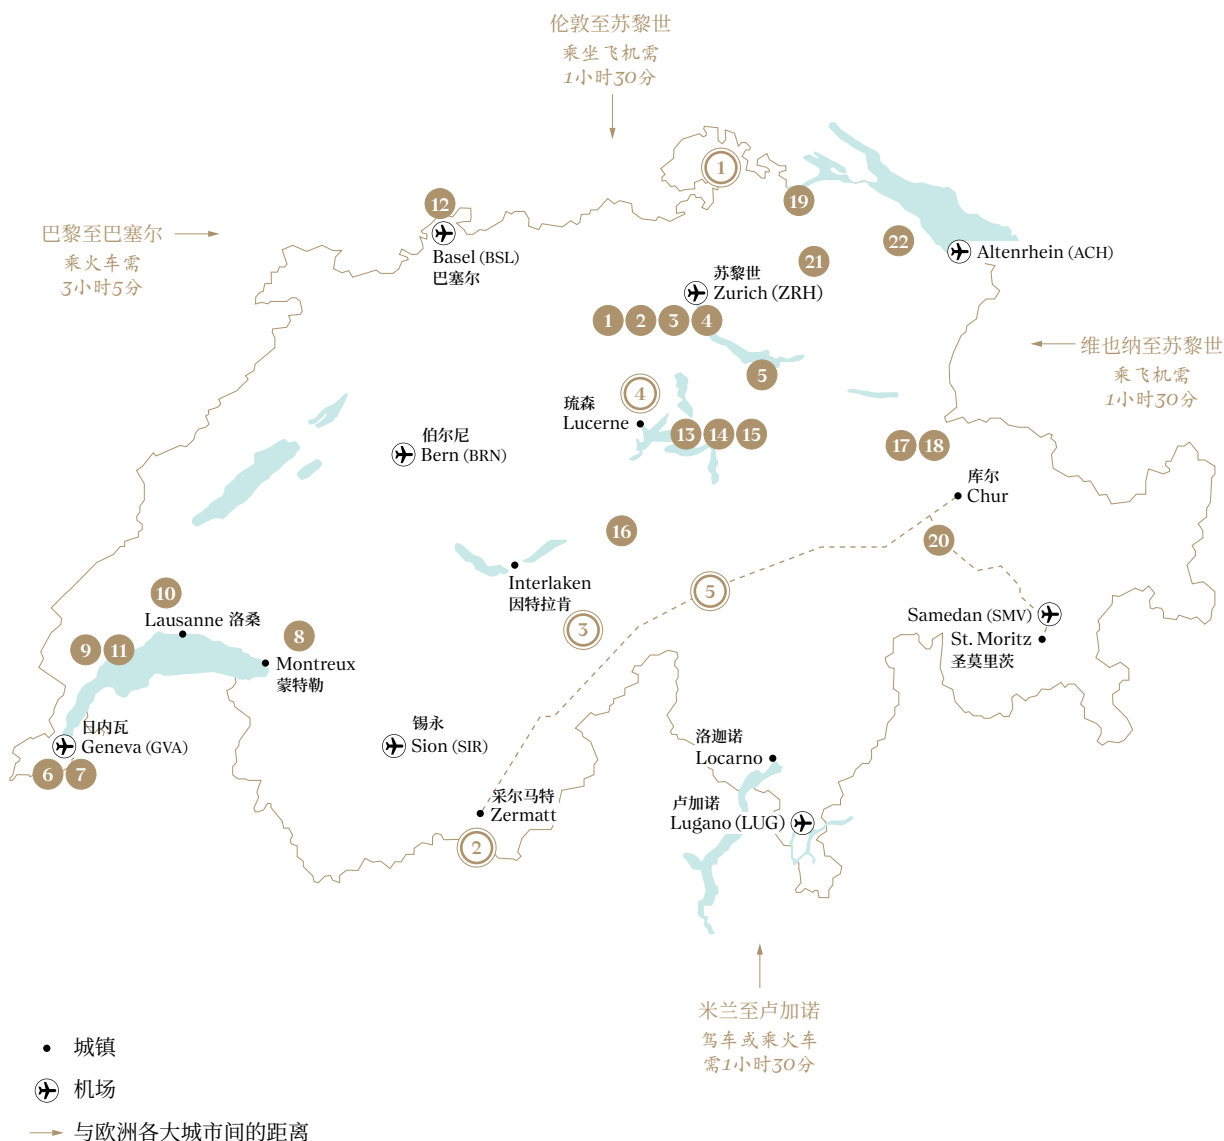 伦敦至苏黎世
乘坐飞机需
1小时30分
1
19
12
巴黎至巴塞尔
乘火车需
3小时5分
Basel (BSL)
巴塞尔
22
Altenrhein (ACH)
21
苏黎世
Zurich (ZRH)
1 2 3 4
5
维也纳至苏黎世
乘飞机需
1小时30分
4
琉森
Lucerne
13 14 15
伯尔尼
Bern (BRN)
17 18
库尔
Chur
16
20
Interlaken
因特拉肯
5
3
10
Lausanne 洛桑
9 11
8
Montreux
蒙特勒
Samedan (SMV)
St. Moritz
圣莫里茨
日内瓦
Geneva (GVA)
6 7
锡永
Sion (SIR)
洛迦诺
Locarno
采尔马特
Zermatt
2
卢加诺
Lugano (LUG)
米兰至卢加诺
驾车或乘火车
需1小时30分
城镇
机场
与欧洲各大城市间的距离